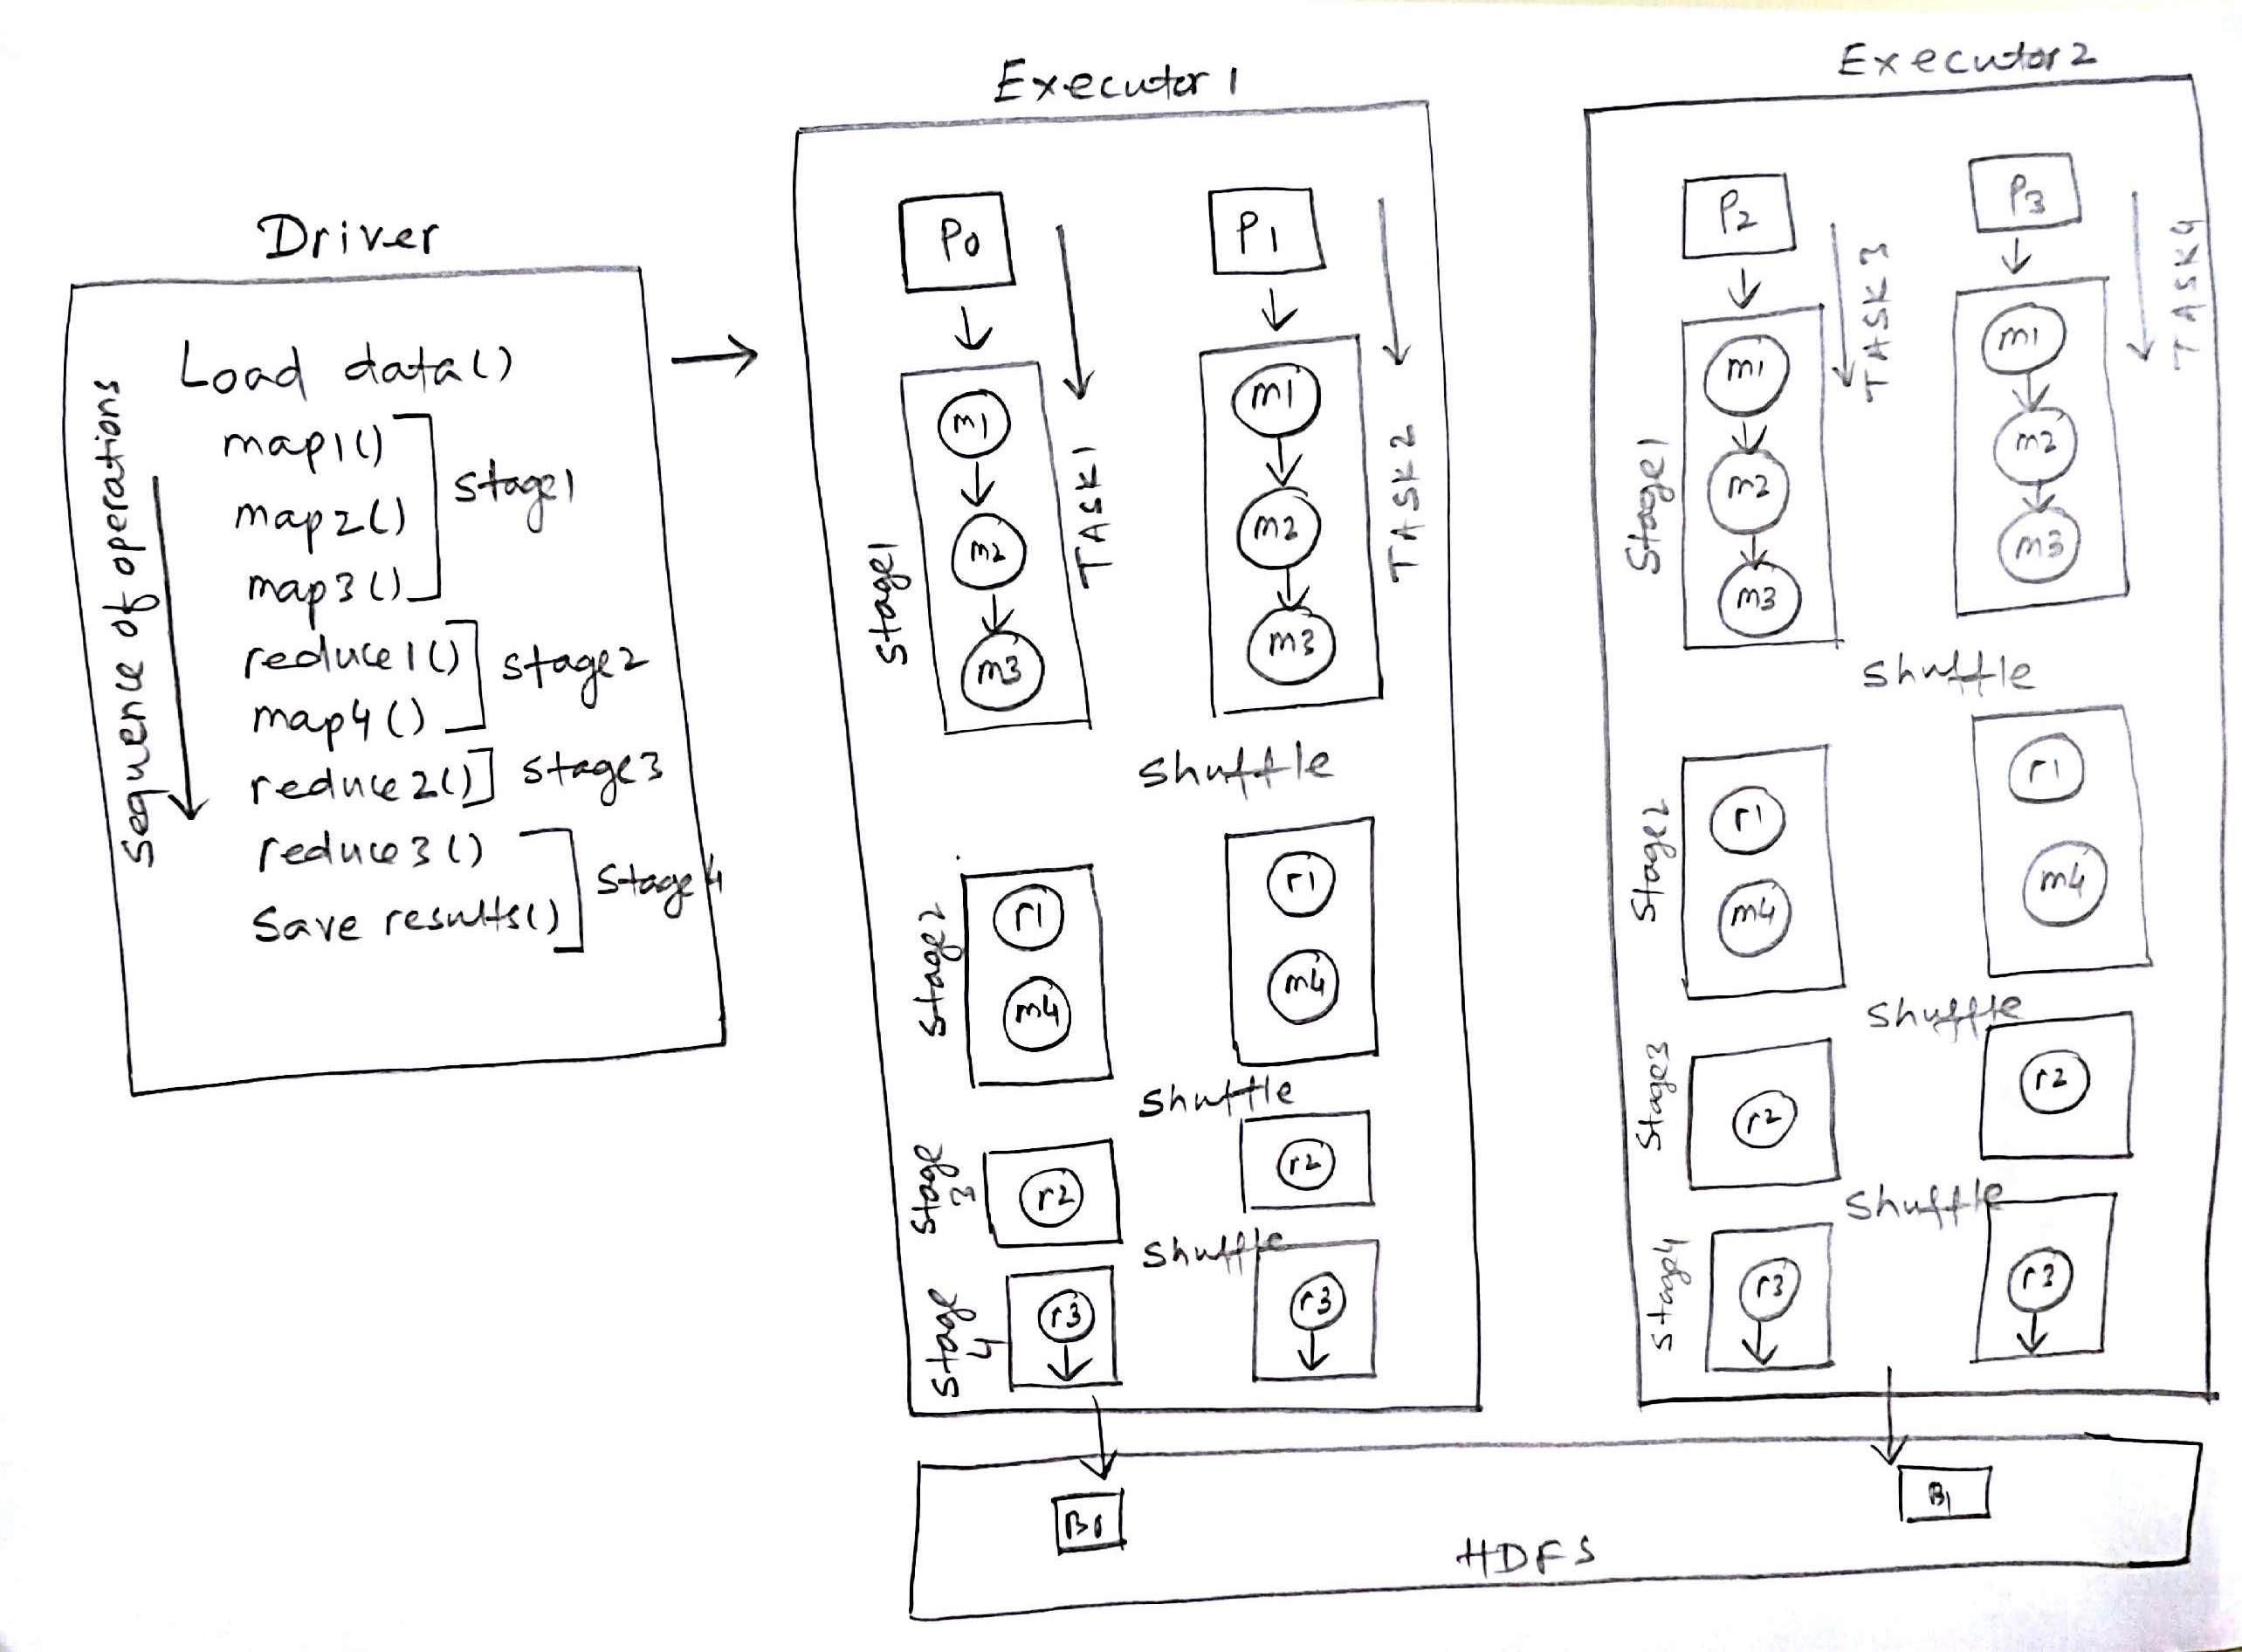 Driver
Load data()
map1()
map2()
map3()
stage1
reduce1()
map4()
stage2
reduce2()
stage3
reduce3()
Save results()
stage4
Sequence of operations
Executor 1
P0
P1
m1
m2
m3
TASK1
m1
m2
m3
TASK2
Stage1
Shuffle
Stage2
r1
m4
r1
m4
Shuffle
Stage
3
r2
r2
Shuffle
Stage
4
r3
r3
Executor 2
P2
P3
m1
m2
m3
TASK3
m1
m2
m3
TASK4
Stage1
Shuffle
Stage2
r1
m4
r1
m4
Shuffle
Stage3
r2
r2
Shuffle
Stage4
r3
r3
B1
HDFS